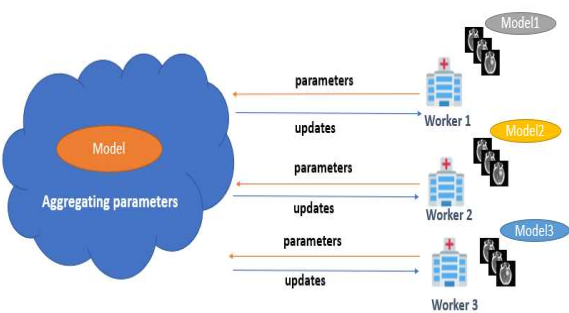 Model1
parameters
Worker 1
updates
Model2
Model
parameters
Aggregating parameters
updates
Worker 2
Model3
parameters
updates
Worker 3